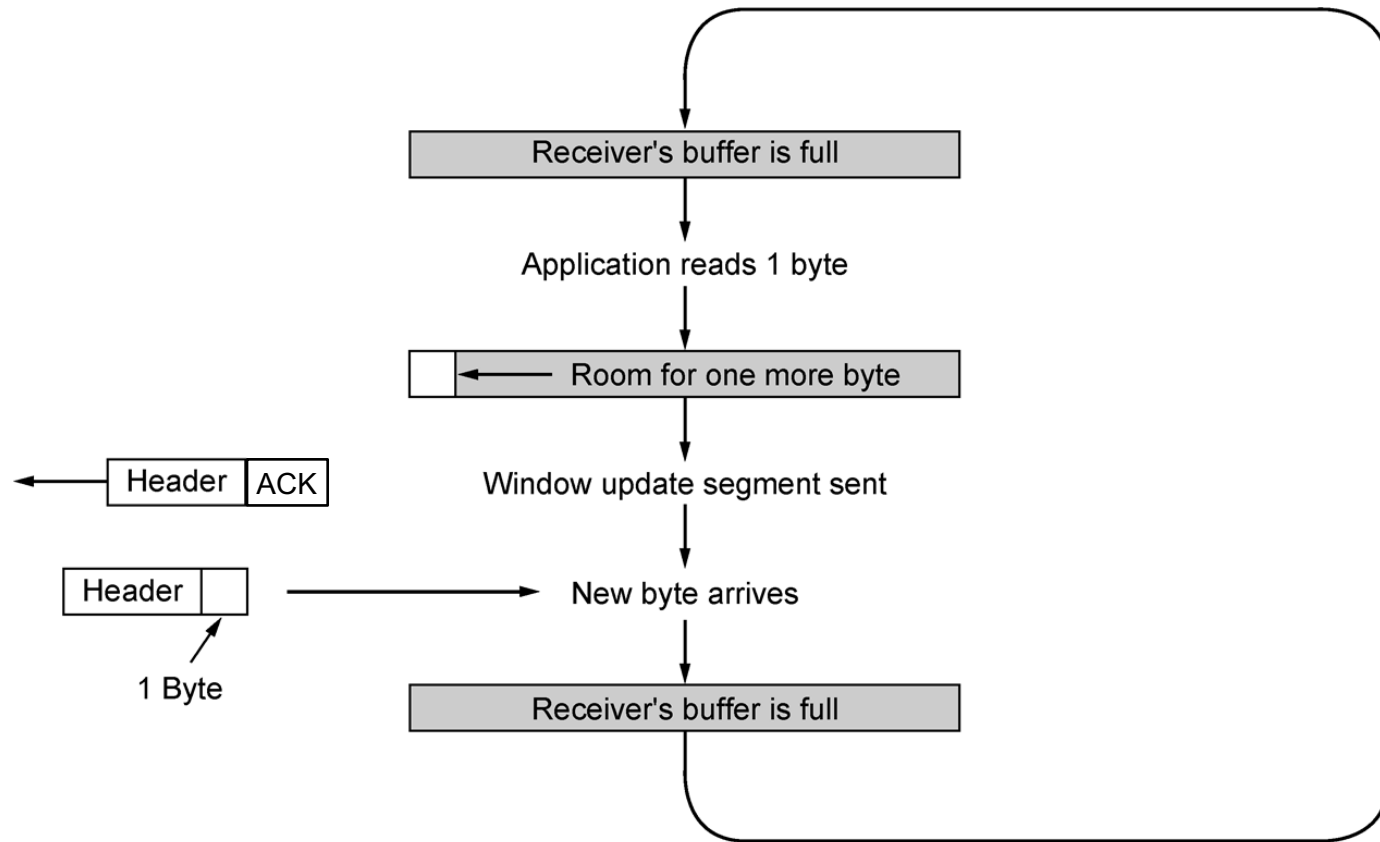 Receiver's buffer is full
Application reads 1 byte
Room for one more byte
Header ACK
Window update segment sent
Header
New byte arrives
1 Byte
Receiver's buffer is full